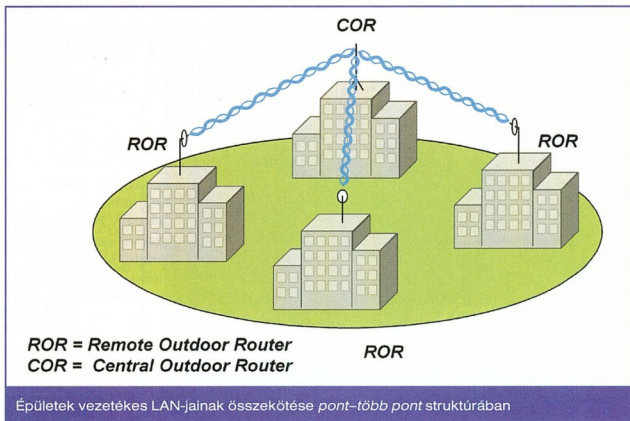 COR
ROR
ROR
ROR = Remote Outdoor Router
COR = Central Outdoor Router
ROR
Épületek vezetékes LAN-jainak összekötése pont–több pont struktúrában